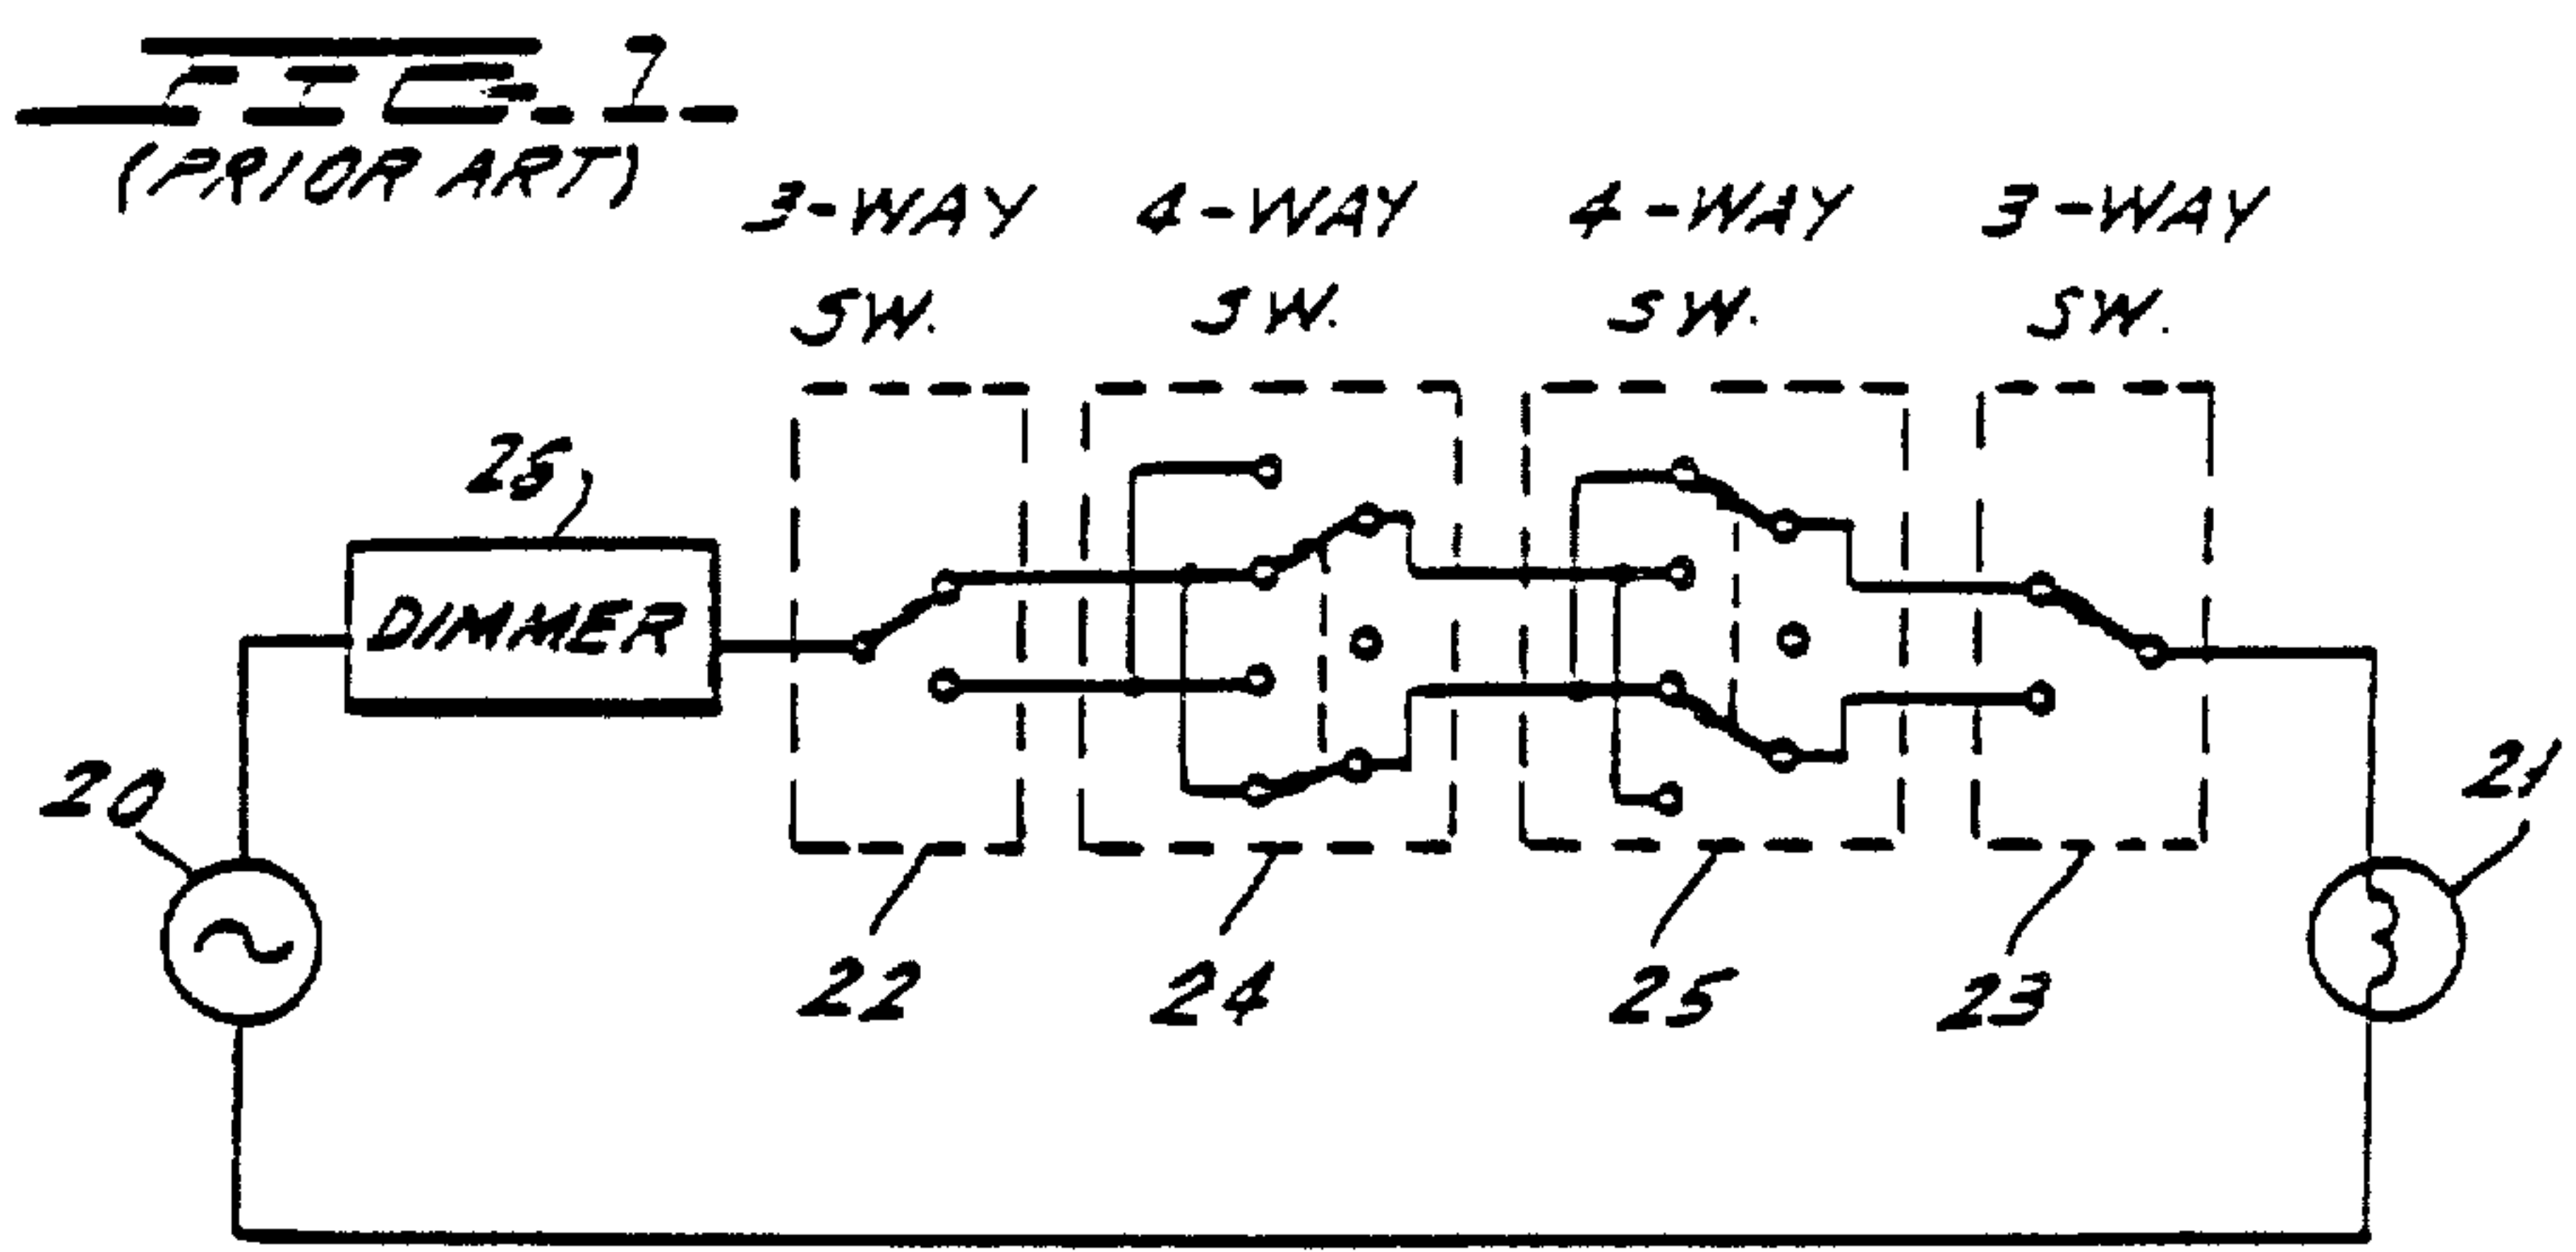 FIG. 1
(PRIOR ART)
3-WAY SW.
4-WAY SW.
4-WAY SW.
3-WAY SW.
DIMMER
20
22
24
25
23
21